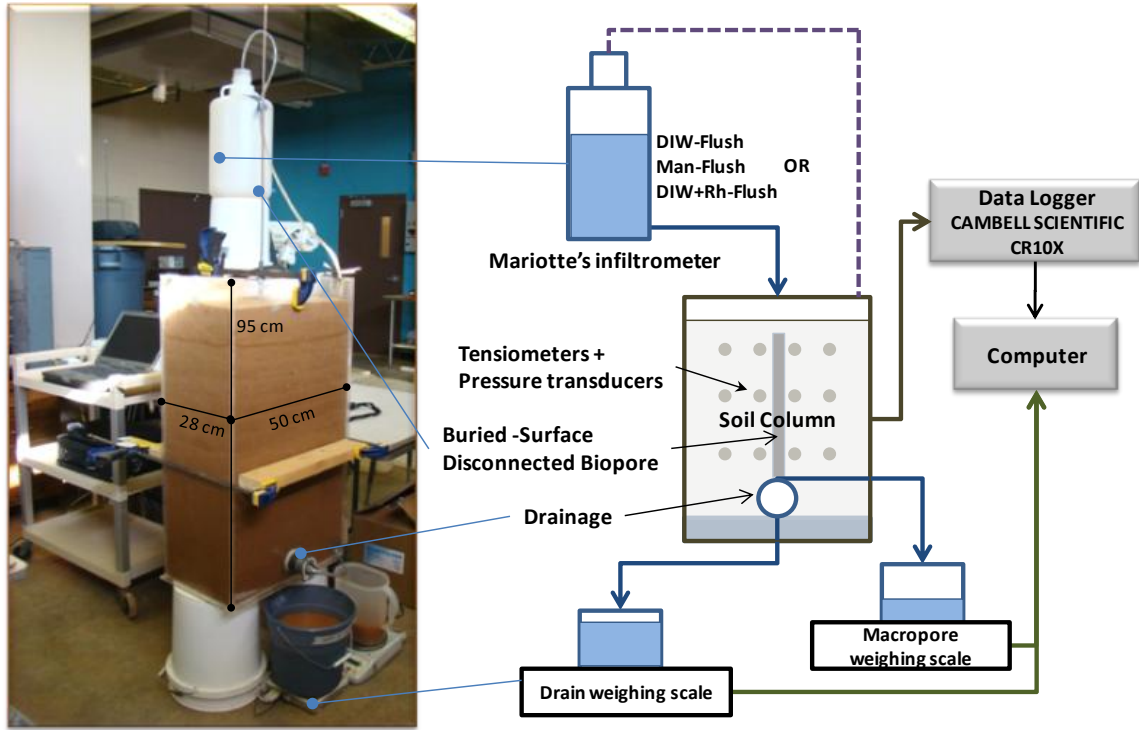 DIW-Flush
Man-Flush OR
DIW+Rh-Flush
Mariotte's infiltrometer
Data Logger
CAMBELL SCIENTIFIC
CR10X
Computer
95 cm
28 cm
50 cm
Tensiometers +
Pressure transducers
Soil Column
Buried -Surface
Disconnected Biopore
Drainage
Macropore
weighing scale
Drain weighing scale